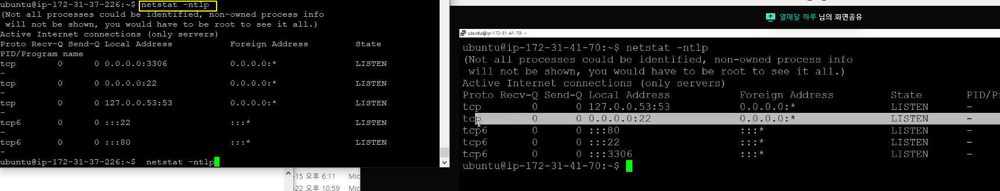 ubuntu@ip-172-31-37-226:~$ netstat -ntlp
(Not all processes could be identified, non-owned process info
will not be shown, you would have to be root to see it all.)
Active Internet connections (only servers)
Proto Recv-Q Send-Q Local Address Foreign Address State
PID/Program name
tcp 0 0 0.0.0.0:3306 0.0.0.0:* LISTEN
-
tcp 0 0 0.0.0.0:22 0.0.0.0:* LISTEN
-
tcp 0 0 127.0.0.53:53 0.0.0.0:* LISTEN
-
tcp6 0 0 :::22 :::* LISTEN
-
tcp6 0 0 :::80 :::* LISTEN
-
ubuntu@ip-172-31-37-226:~$ netstat -ntlp
-15 오후 6:11 Mic
-22 오후 10:59 Mic
열매달 하루 님의 화면공유
ubuntu@ip-172-31-41-70: ~
ubuntu@ip-172-31-41-70:~$ netstat -ntlp
(Not all processes could be identified, non-owned process info
will not be shown, you would have to be root to see it all.)
Active Internet connections (only servers)
Proto Recv-Q Send-Q Local Address Foreign Address State PID/P
tcp 0 0 127.0.0.53:53 0.0.0.0:* LISTEN -
tcp 0 0 0.0.0.0:22 0.0.0.0:* LISTEN -
tcp6 0 0 :::80 :::* LISTEN -
tcp6 0 0 :::22 :::* LISTEN -
tcp6 0 0 :::3306 :::* LISTEN -
ubuntu@ip-172-31-41-70:~$